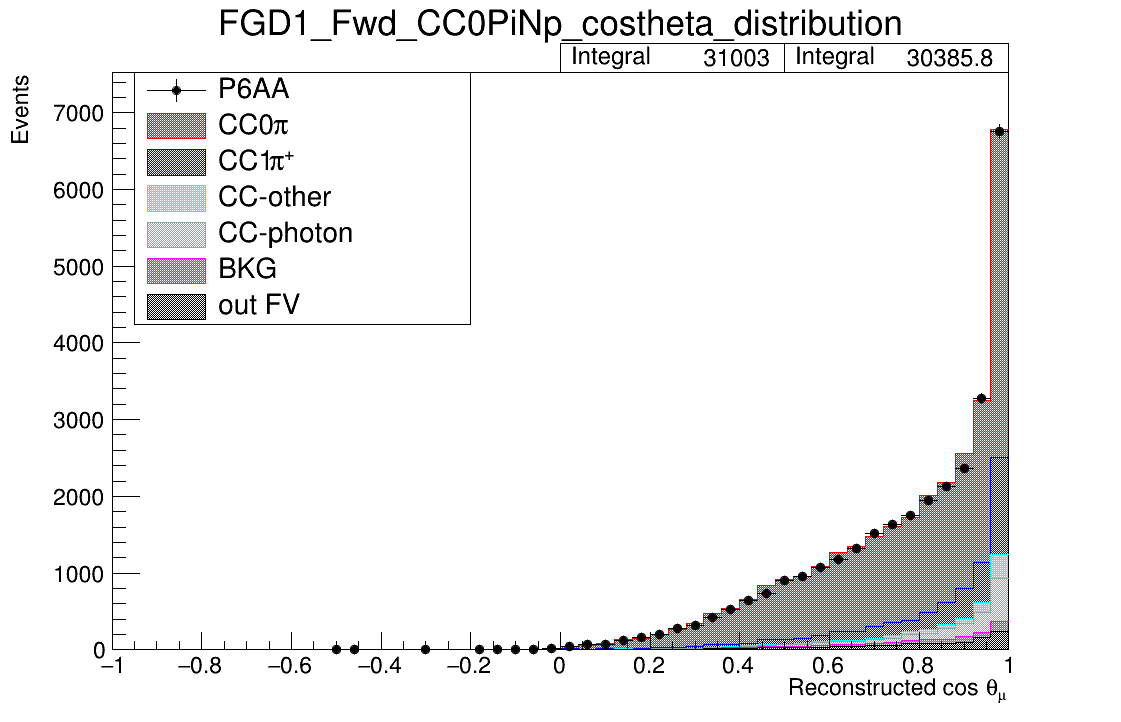 FGD1_Fwd_CC0PiNp_costheta_distribution
Integral 31003 Integral 30385.8
Events
P6AA
CC0π
CC1π⁺
CC-other
CC-photon
BKG
out FV
7000
6000
5000
4000
3000
2000
1000
0
−1 −0.8 −0.6 −0.4 −0.2 0 0.2 0.4 0.6 0.8 1
Reconstructed cos θμ